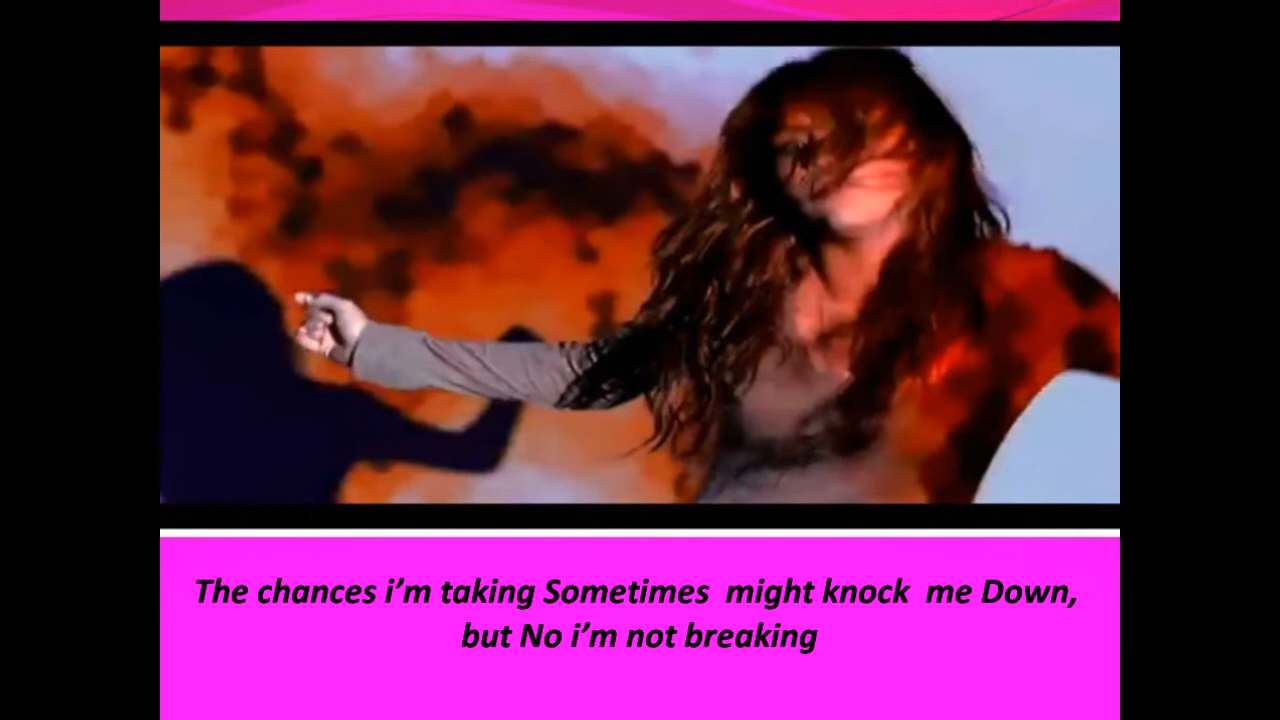 The chances i’m taking Sometimes  might knock  me Down,
but No i’m not breaking